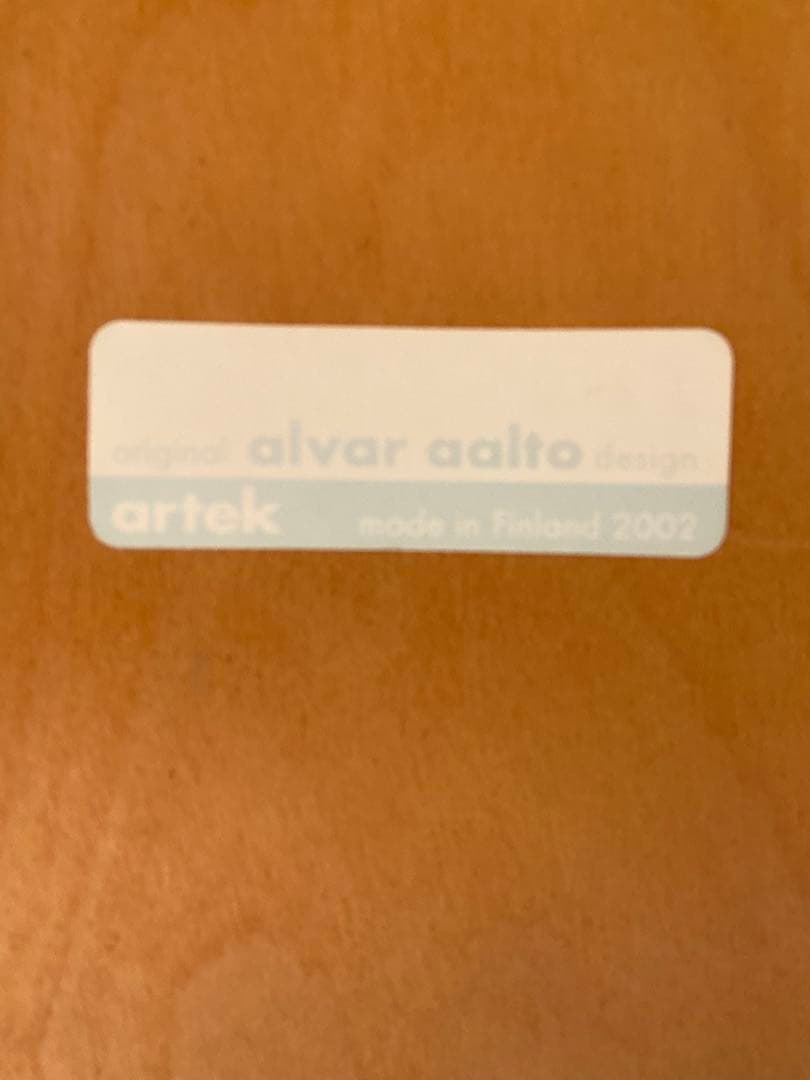 original alvar aalto design
artek made in Finland 2002